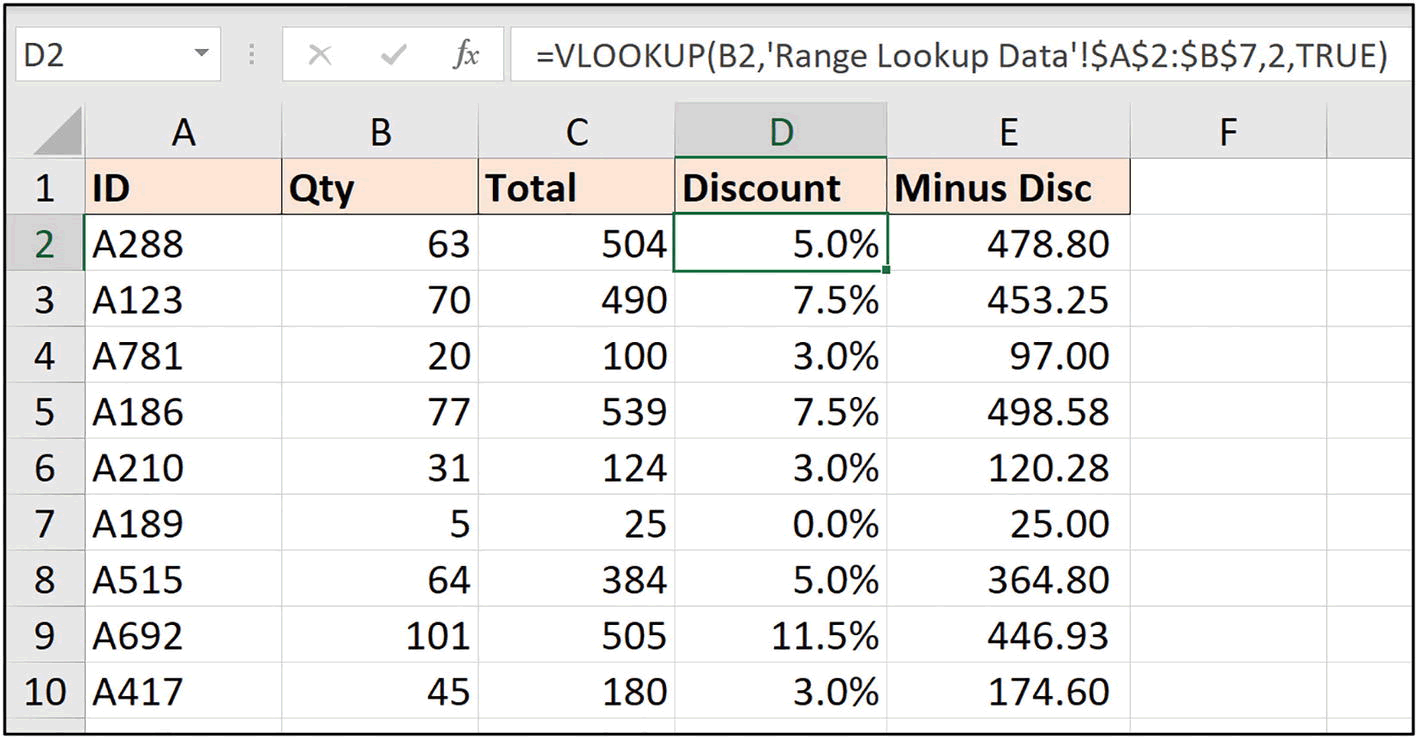 D2 fx =VLOOKUP(B2,'Range Lookup Data'!$A$2:$B$7,2,TRUE)
A B C D E F
1 ID Qty Total Discount Minus Disc
2 A288 63 504 5.0% 478.80
3 A123 70 490 7.5% 453.25
4 A781 20 100 3.0% 97.00
5 A186 77 539 7.5% 498.58
6 A210 31 124 3.0% 120.28
7 A189 5 25 0.0% 25.00
8 A515 64 384 5.0% 364.80
9 A692 101 505 11.5% 446.93
10 A417 45 180 3.0% 174.60